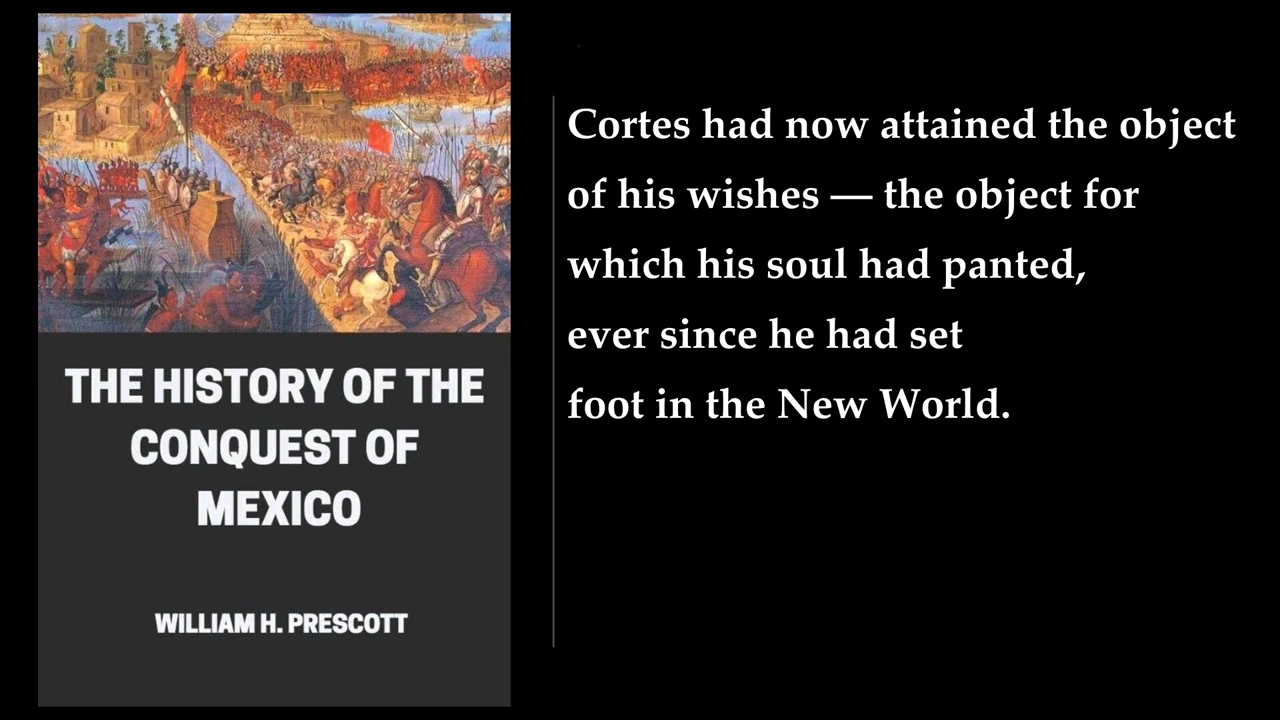 THE HISTORY OF THE
CONQUEST OF
MEXICO
WILLIAM H. PRESCOTT
Cortes had now attained the object
of his wishes — the object for
which his soul had panted,
ever since he had set
foot in the New World.